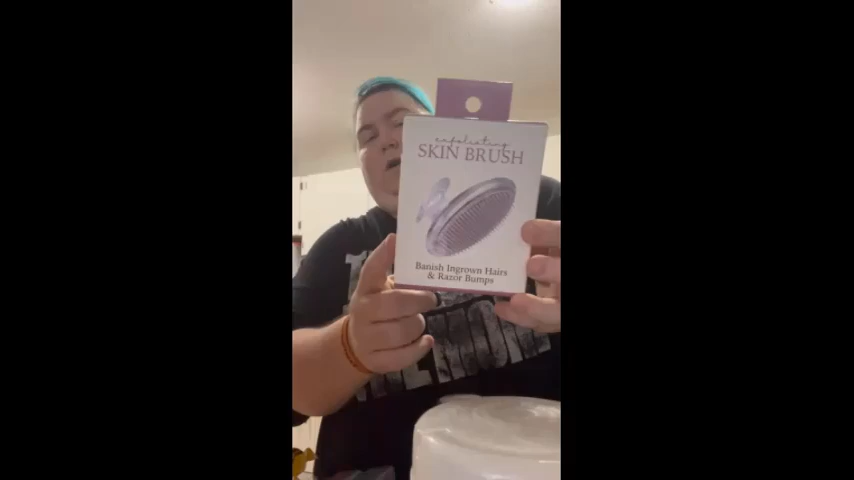 exfoliating
SKIN BRUSH
Banish Ingrown Hairs
& Razor Bumps